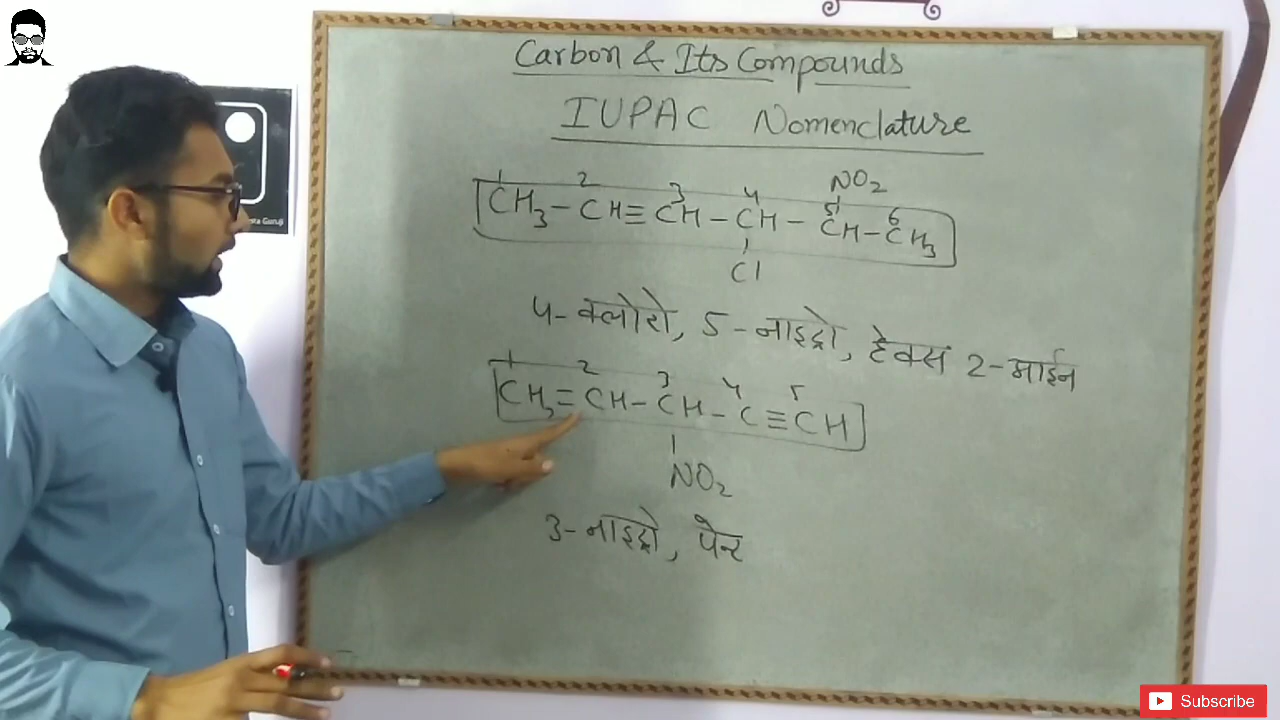 Carbon & Its Compounds
IUPAC Nomenclature
NO₂
1 2 3 4 5 6
CH₃ – CH ≡ CH – CH – CH – CH₃
Cl
4-क्लोरो, 5-नाइट्रो, हेक्स 2-आईन
1 2 3 4 5
CH₂ = CH – CH – C ≡ CH
NO₂
3-नाइट्रो, पेन्ट
Guruji
Subscribe